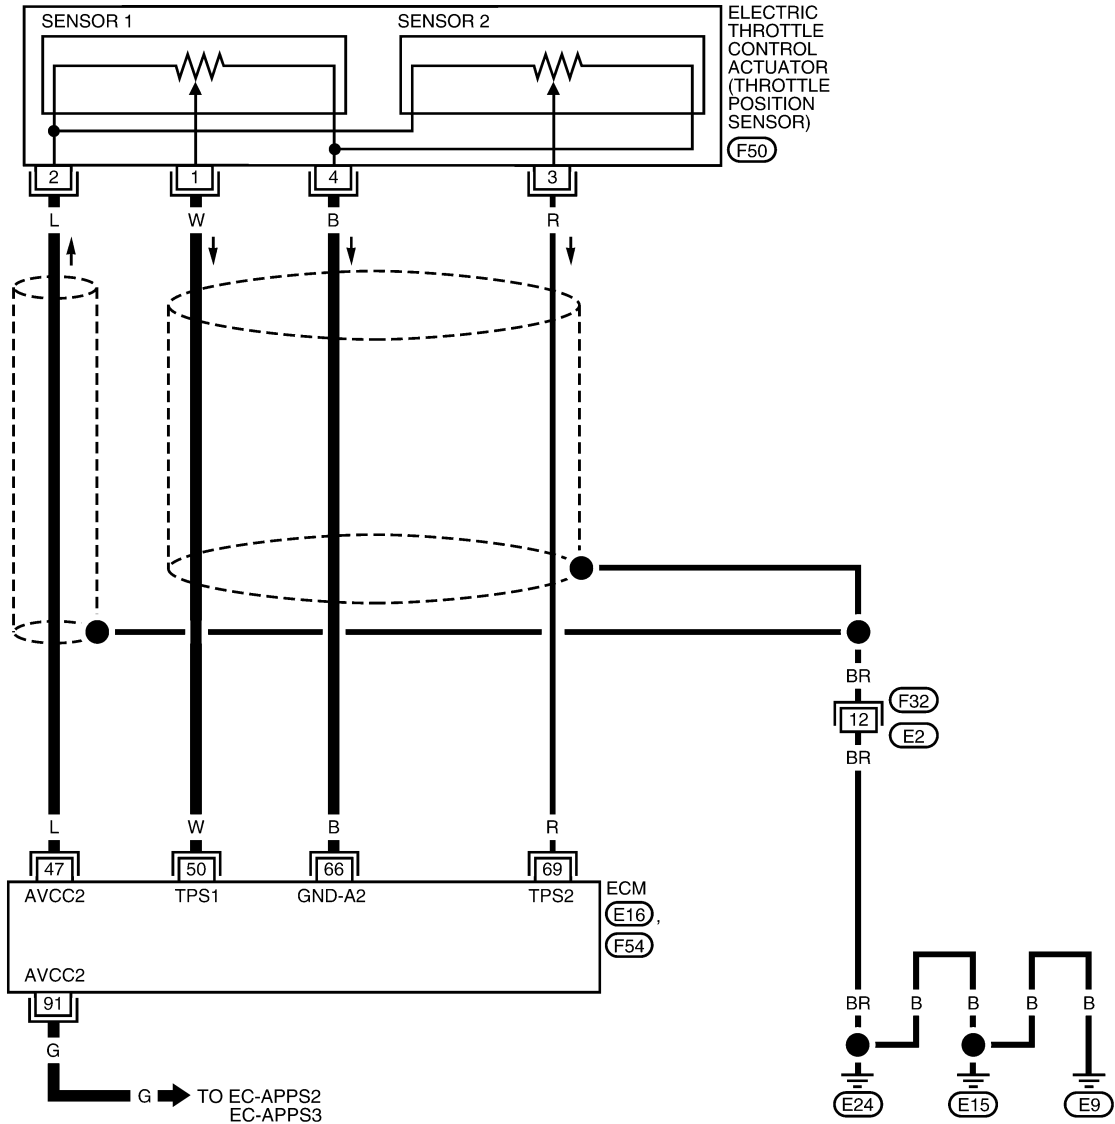 SENSOR 1
SENSOR 2
ELECTRIC
THROTTLE
CONTROL
ACTUATOR
(THROTTLE
POSITION
SENSOR)
F50
2
1
4
3
L
W
B
R
BR
F32
12
E2
BR
L
W
B
R
47
50
66
69
AVCC2
TPS1
GND-A2
TPS2
ECM
E16 ,
F54
AVCC2
91
BR
B
B
B
B
G
G
TO EC-APPS2
EC-APPS3
E24
E15
E9